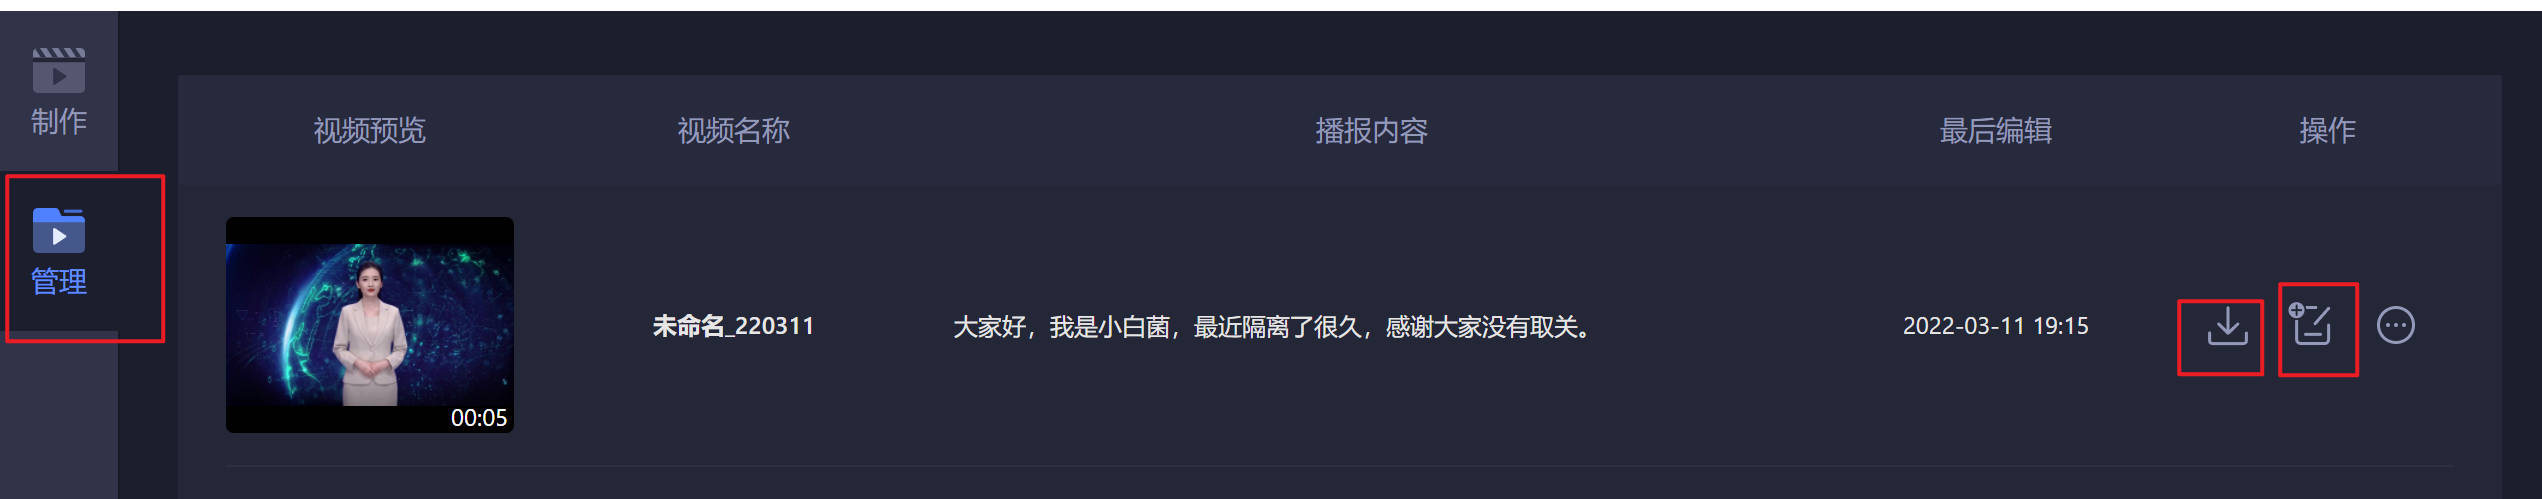 制作
管理
视频预览 视频名称 播报内容 最后编辑 操作
00:05
未命名_220311 大家好，我是小白菌，最近隔离了很久，感谢大家没有取关。 2022-03-11 19:15